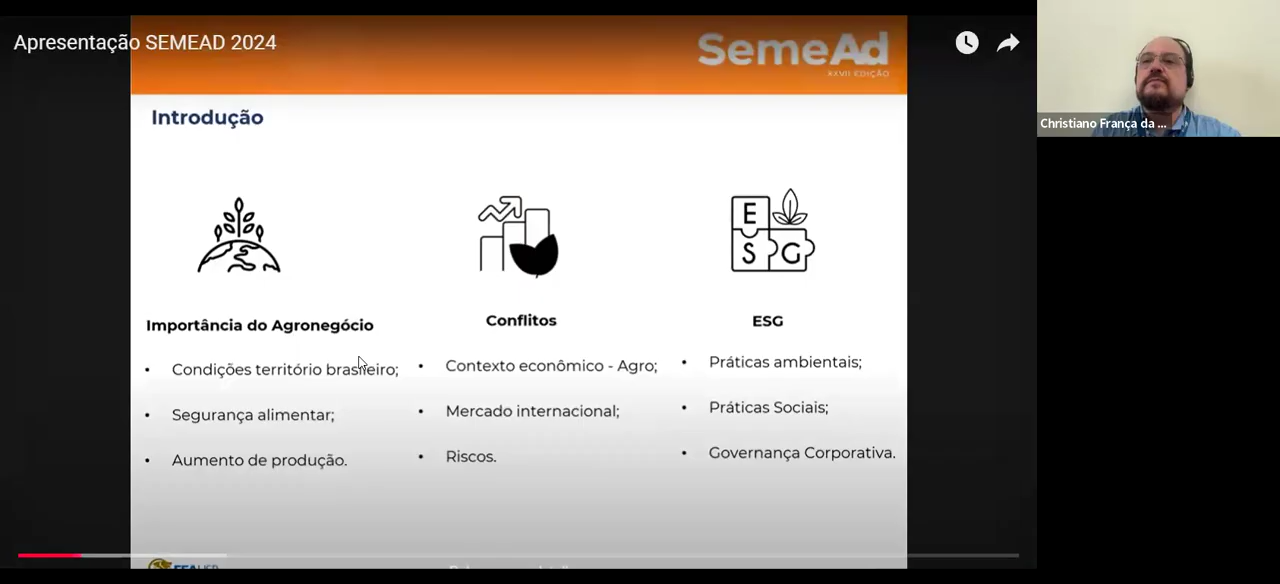 Apresentação SEMEAD 2024
SemeAd
XXVII EDIÇÃO
Christiano França da ...
Introdução
E
S G
Importância do Agronegócio
• Condições território brasileiro;
• Segurança alimentar;
• Aumento de produção.
Conflitos
• Contexto econômico - Agro;
• Mercado internacional;
• Riscos.
ESG
• Práticas ambientais;
• Práticas Sociais;
• Governança Corporativa.